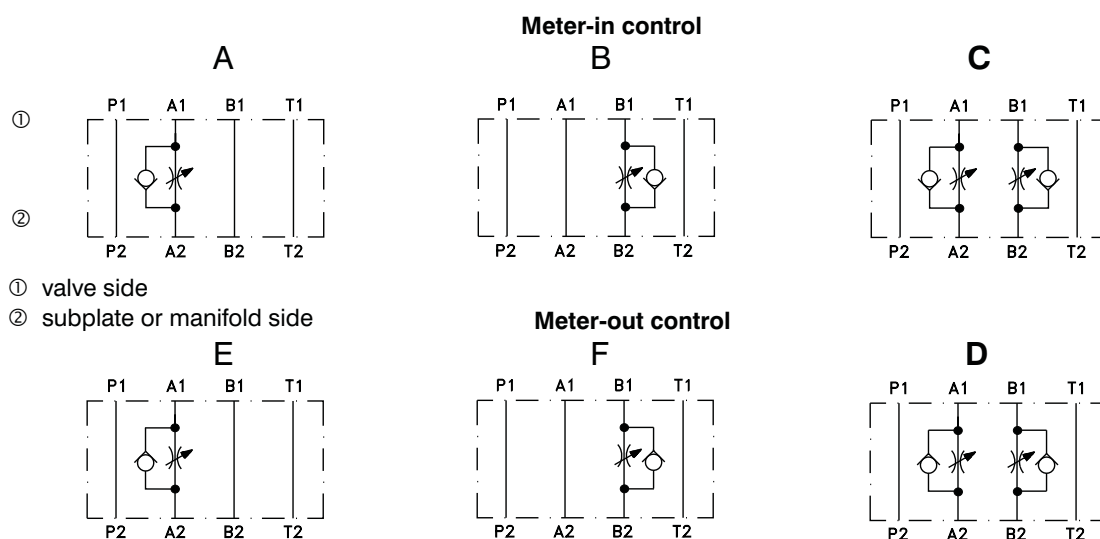 Meter-in control
A B C
P1 A1 B1 T1 P1 A1 B1 T1 P1 A1 B1 T1
①
②
P2 A2 B2 T2 P2 A2 B2 T2 P2 A2 B2 T2
① valve side
② subplate or manifold side
Meter-out control
E F D
P1 A1 B1 T1 P1 A1 B1 T1 P1 A1 B1 T1
P2 A2 B2 T2 P2 A2 B2 T2 P2 A2 B2 T2